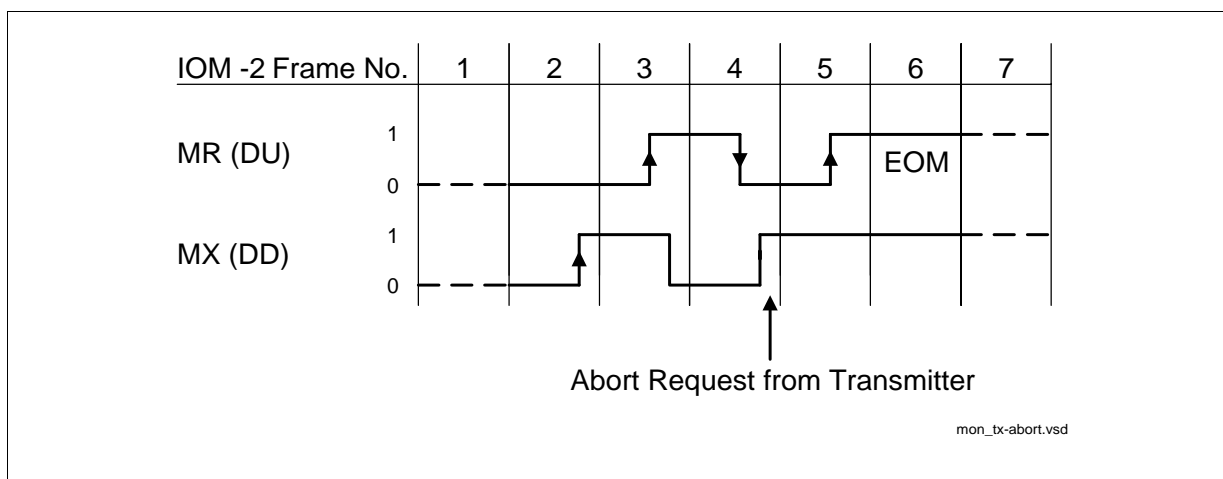 IOM -2 Frame No. 1 2 3 4 5 6 7
MR (DU) 1
0
EOM
MX (DD) 1
0
Abort Request from Transmitter
mon_tx-abort.vsd